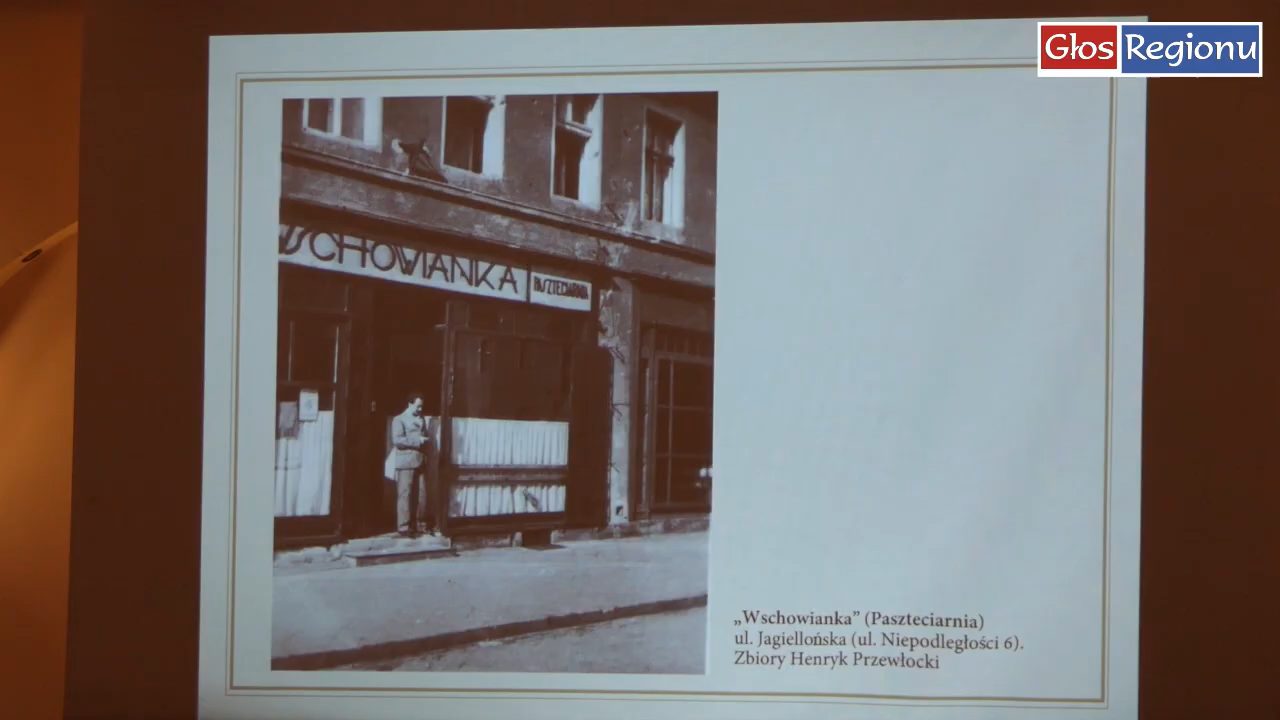 Głos Regionu
WSCHOWIANKA PASZTECIARNIA
„Wschowianka” (Paszteciarnia)
ul. Jagiellońska (ul. Niepodległości 6).
Zbiory Henryk Przewłocki